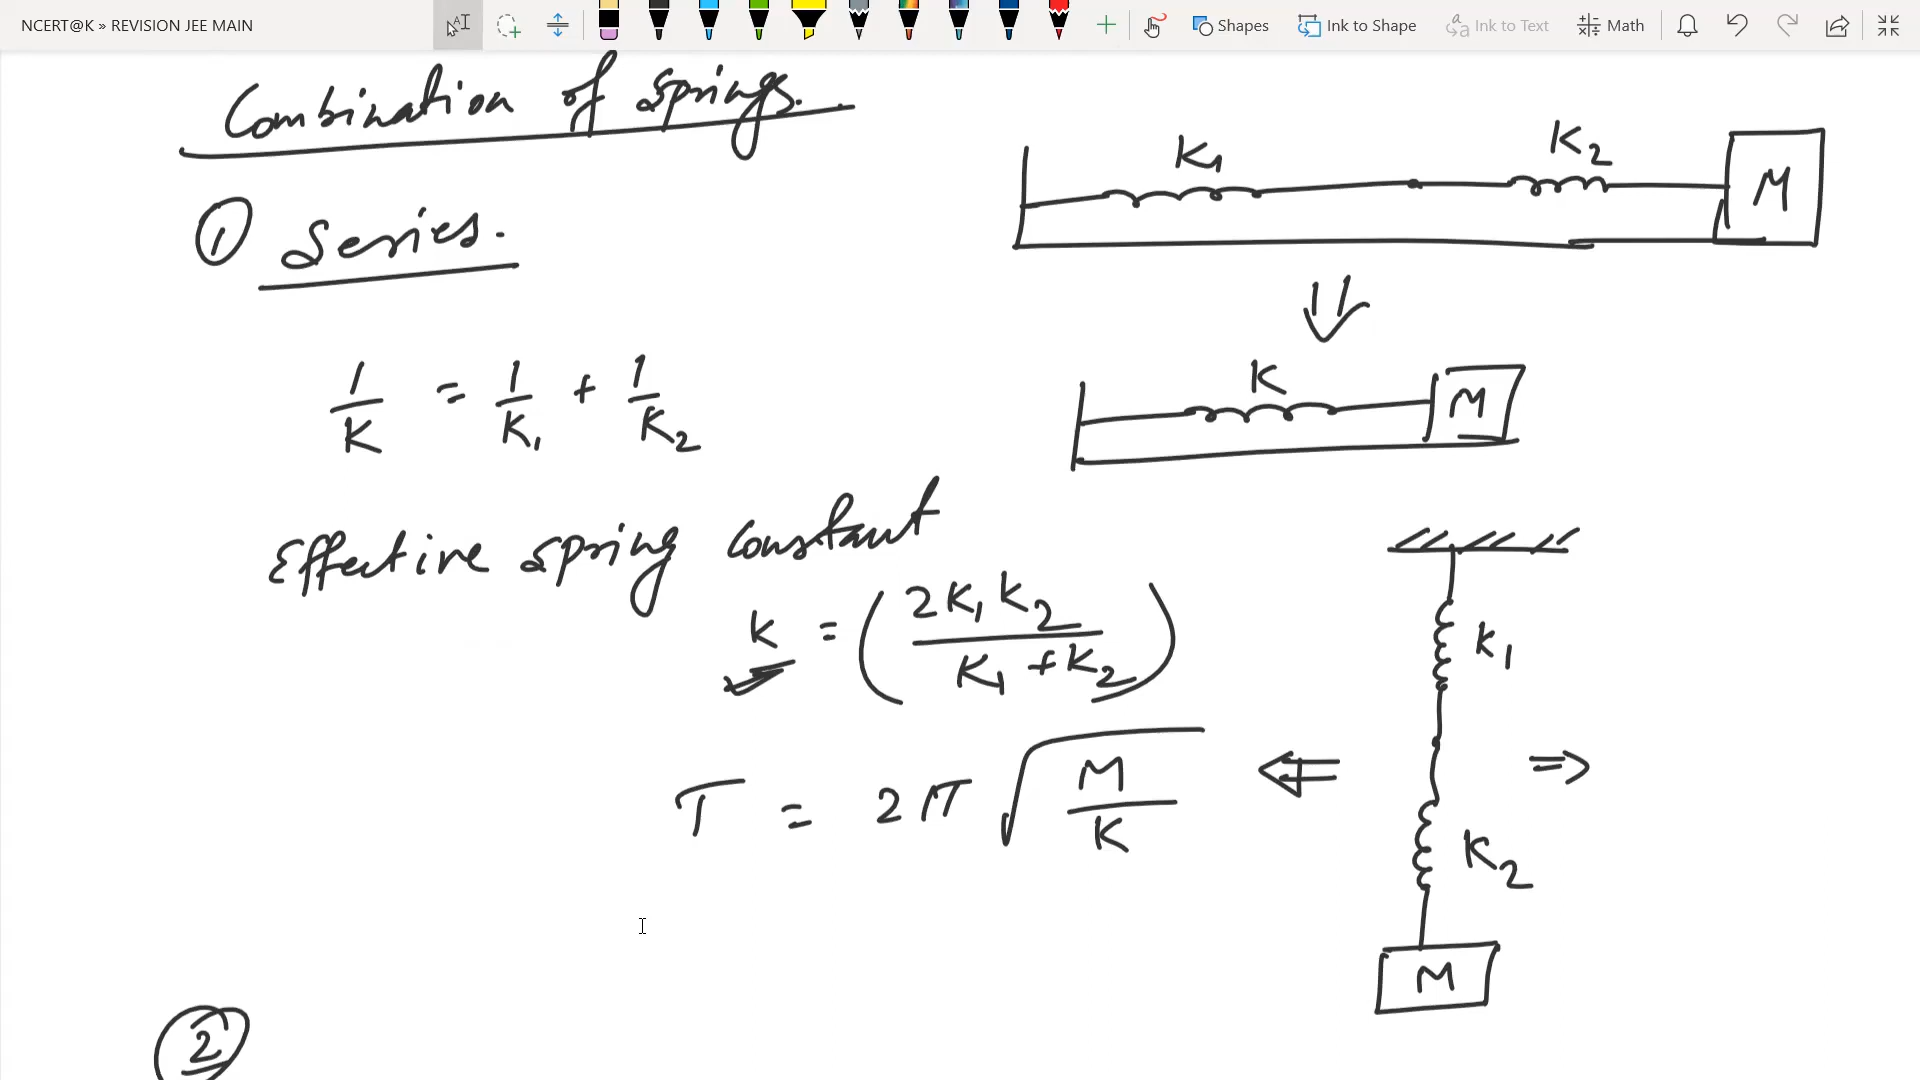 NCERT@K » REVISION JEE MAIN
Shapes Ink to Shape Ink to Text Math
Combination of Springs.
① Series.
K₁ K₂ M
K M
1/K = 1/K₁ + 1/K₂
Effective spring constant
k = (2K₁K₂/K₁+K₂)
T = 2π√(M/K) ⇐ ⇒
K₁
K₂
M
②